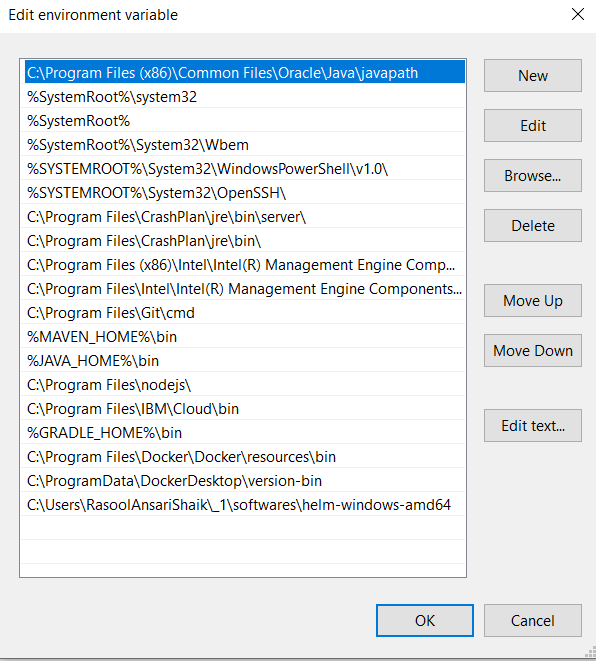 Edit environment variable
C:\Program Files (x86)\Common Files\Oracle\Java\javapath
%SystemRoot%\system32
%SystemRoot%
%SystemRoot%\System32\Wbem
%SYSTEMROOT%\System32\WindowsPowerShell\v1.0\
%SYSTEMROOT%\System32\OpenSSH\
C:\Program Files\CrashPlan\jre\bin\server\
C:\Program Files\CrashPlan\jre\bin\
C:\Program Files (x86)\Intel\Intel(R) Management Engine Comp...
C:\Program Files\Intel\Intel(R) Management Engine Components...
C:\Program Files\Git\cmd
%MAVEN_HOME%\bin
%JAVA_HOME%\bin
C:\Program Files\nodejs\
C:\Program Files\IBM\Cloud\bin
%GRADLE_HOME%\bin
C:\Program Files\Docker\Docker\resources\bin
C:\ProgramData\DockerDesktop\version-bin
C:\Users\RasoolAnsariShaik\_1\softwares\helm-windows-amd64
New
Edit
Browse...
Delete
Move Up
Move Down
Edit text...
OK
Cancel